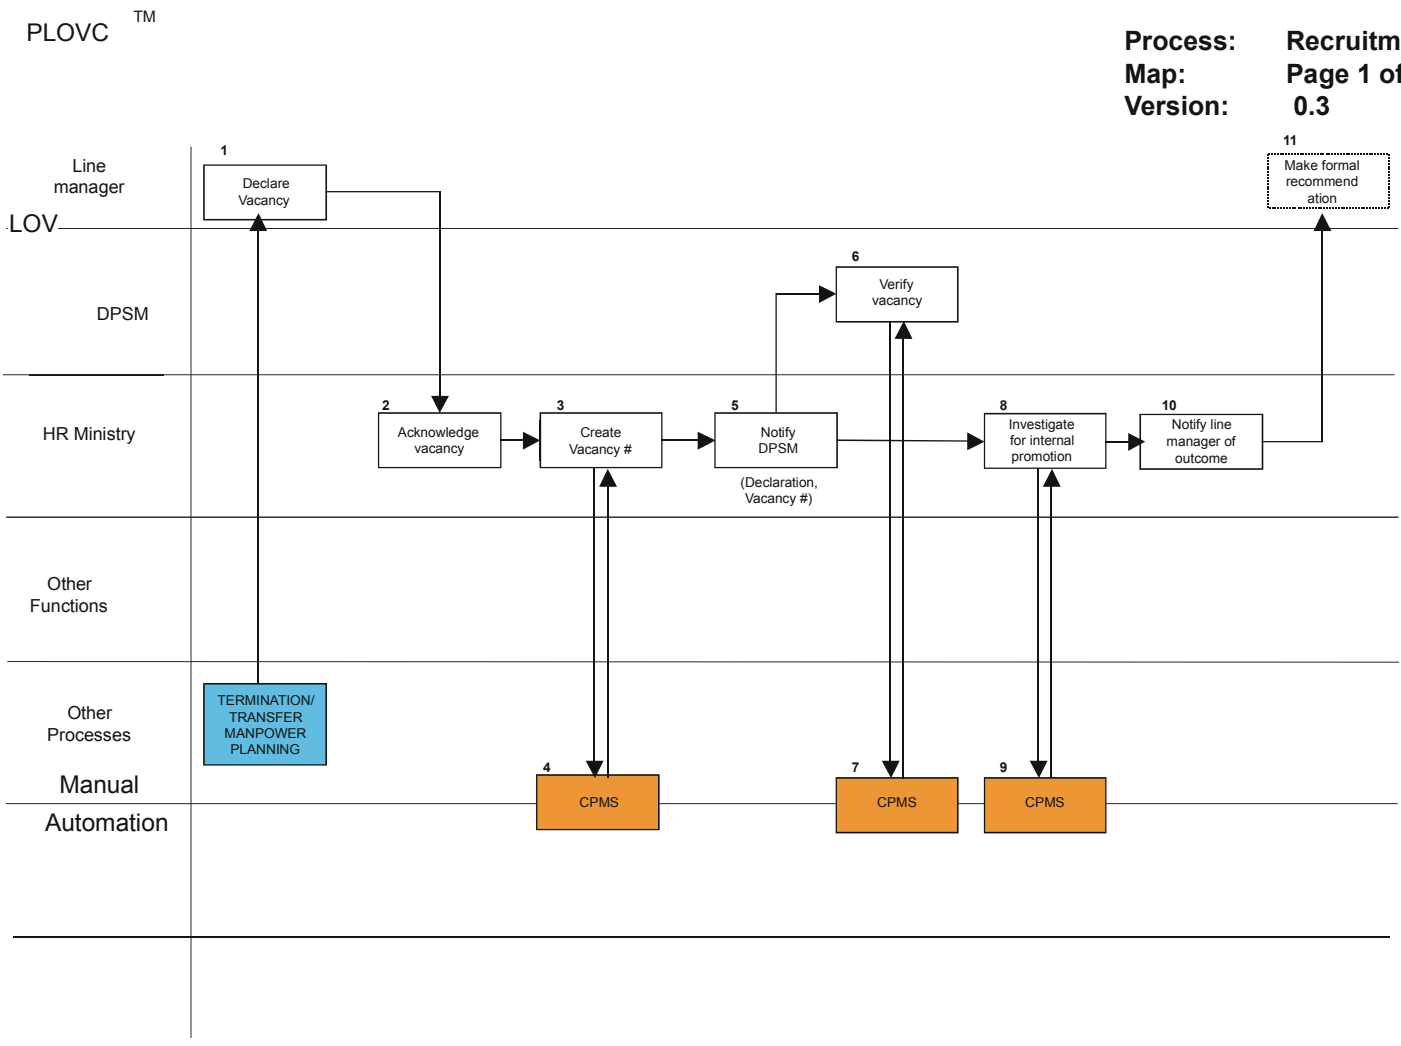 TM
PLOVC
Process: Recruitm
Map: Page 1 of
Version: 0.3
Line
manager
1
Declare
Vacancy
11
Make formal
recommend
ation
LOV
DPSM
6
Verify
vacancy
HR Ministry
2
Acknowledge
vacancy
3
Create
Vacancy #
5
Notify
DPSM
(Declaration,
Vacancy #)
8
Investigate
for internal
promotion
10
Notify line
manager of
outcome
Other
Functions
Other
Processes
TERMINATION/
TRANSFER
MANPOWER
PLANNING
Manual
Automation
4
CPMS
7
CPMS
9
CPMS